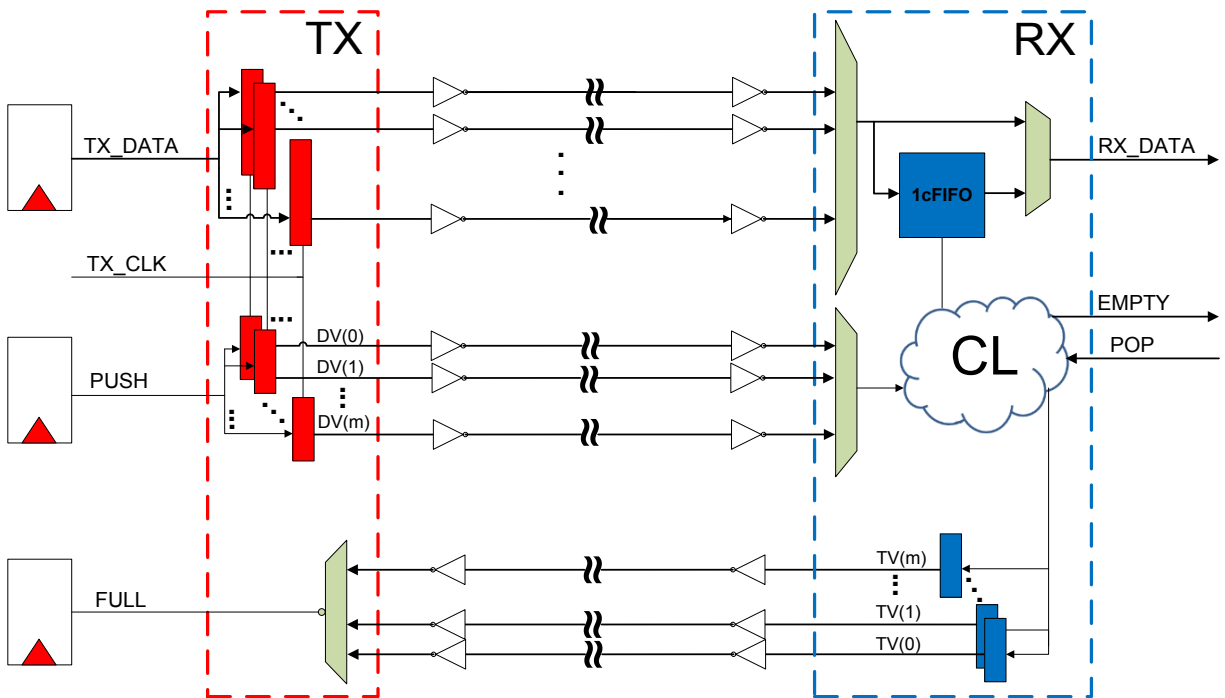 TX
RX
TX_DATA
RX_DATA
1cFIFO
TX_CLK
EMPTY
DV(0)
CL
POP
PUSH
DV(1)
DV(m)
TV(m)
FULL
TV(1)
TV(0)